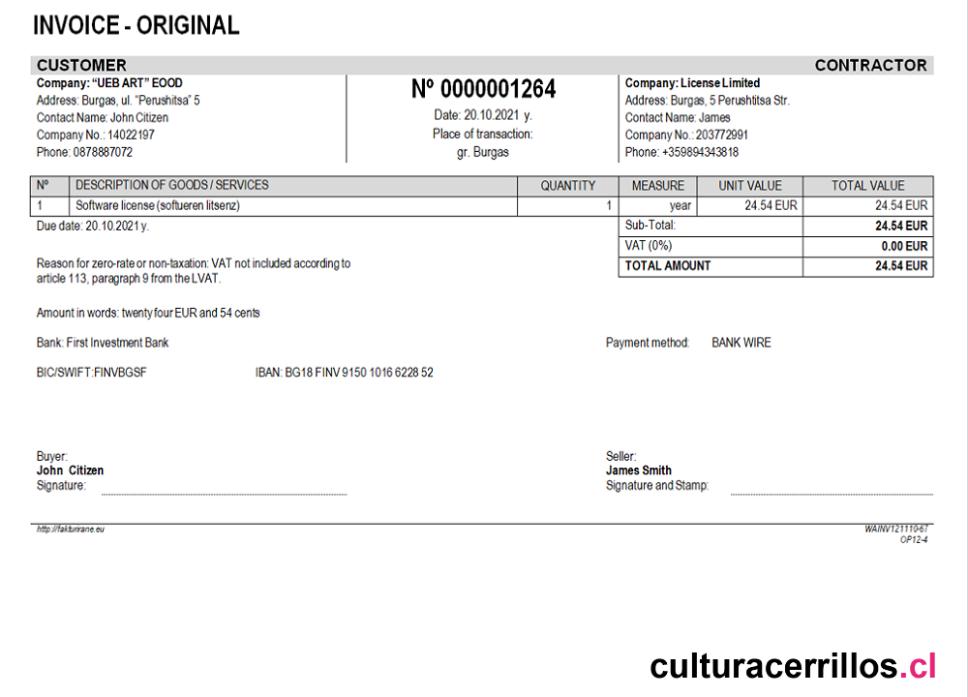 INVOICE - ORIGINAL
CUSTOMER
Company: “UEB ART” EOOD
Address: Burgas, ul. “Perushitsa” 5
Contact Name: John Citizen
Company No.: 14022197
Phone: 0878887072
Nº 0000001264
Date: 20.10.2021 y.
Place of transaction:
gr. Burgas
CONTRACTOR
Company: License Limited
Address: Burgas, 5 Perushtitsa Str.
Contact Name: James
Company No.: 203772991
Phone: +359894343818
Nº DESCRIPTION OF GOODS / SERVICES QUANTITY MEASURE UNIT VALUE TOTAL VALUE
1 Software license (softueren litsenz) 1 year 24.54 EUR 24.54 EUR
Due date: 20.10.2021 y.
Sub-Total: 24.54 EUR
VAT (0%) 0.00 EUR
TOTAL AMOUNT 24.54 EUR
Reason for zero-rate or non-taxation: VAT not included according to
article 113, paragraph 9 from the LVAT.
Amount in words: twenty four EUR and 54 cents
Bank: First Investment Bank
Payment method: BANK WIRE
BIC/SWIFT:FINVBGSF IBAN: BG18 FINV 9150 1016 6228 52
Buyer:
John Citizen
Signature:
Seller:
James Smith
Signature and Stamp:
http://fakturirane.eu
WAINV121110-67
OP12-4
culturacerrillos.cl